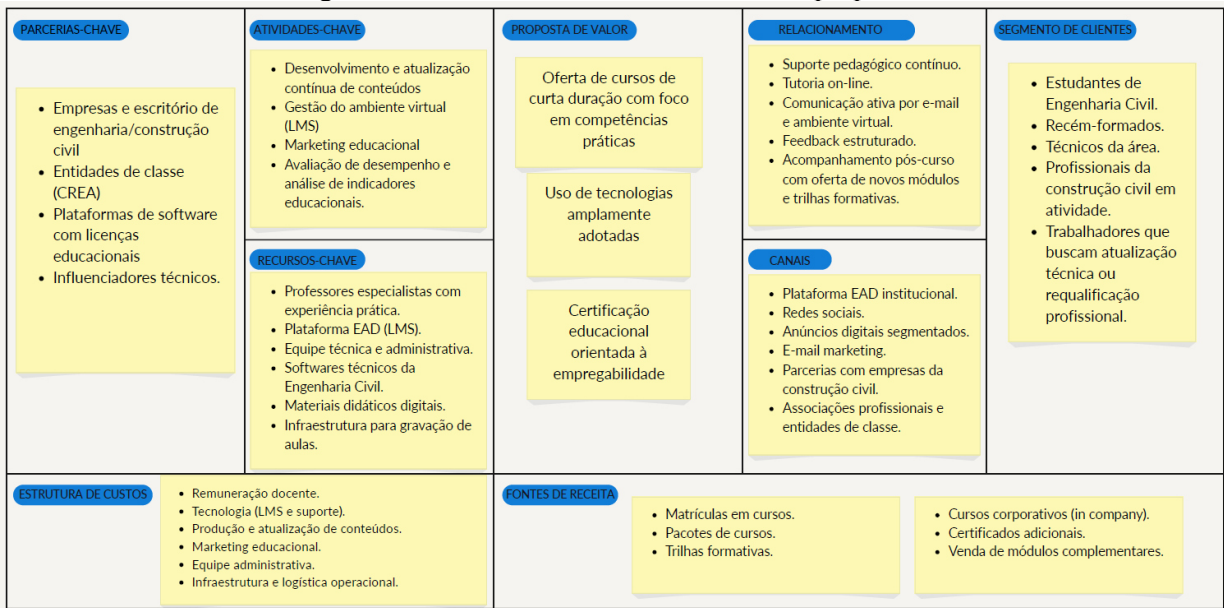 PARCERIAS-CHAVE
Empresas e escritório de
engenharia/construção
civil
Entidades de classe
(CREA)
Plataformas de software
com licenças
educacionais
Influenciadores técnicos.
ATIVIDADES-CHAVE
Desenvolvimento e atualização
contínua de conteúdos
Gestão do ambiente virtual
(LMS)
Marketing educacional
Avaliação de desempenho e
análise de indicadores
educacionais.
RECURSOS-CHAVE
Professores especialistas com
experiência prática.
Plataforma EAD (LMS).
Equipe técnica e administrativa.
Softwares técnicos da
Engenharia Civil.
Materiais didáticos digitais.
Infraestrutura para gravação de
aulas.
PROPOSTA DE VALOR
Oferta de cursos de
curta duração com foco
em competências
práticas
Uso de tecnologias
amplamente
adotadas
Certificação
educacional
orientada à
empregabilidade
RELACIONAMENTO
Suporte pedagógico contínuo.
Tutoria on-line.
Comunicação ativa por e-mail
e ambiente virtual.
Feedback estruturado.
Acompanhamento pós-curso
com oferta de novos módulos
e trilhas formativas.
CANAIS
Plataforma EAD institucional.
Redes sociais.
Anúncios digitais segmentados.
E-mail marketing.
Parcerias com empresas da
construção civil.
Associações profissionais e
entidades de classe.
SEGMENTO DE CLIENTES
Estudantes de
Engenharia Civil.
Recém-formados.
Técnicos da área.
Profissionais da
construção civil em
atividade.
Trabalhadores que
buscam atualização
técnica ou
requalificação
profissional.
ESTRUTURA DE CUSTOS
Remuneração docente.
Tecnologia (LMS e suporte).
Produção e atualização de conteúdos.
Marketing educacional.
Equipe administrativa.
Infraestrutura e logística operacional.
FONTES DE RECEITA
Matrículas em cursos.
Pacotes de cursos.
Trilhas formativas.
Cursos corporativos (in company).
Certificados adicionais.
Venda de módulos complementares.